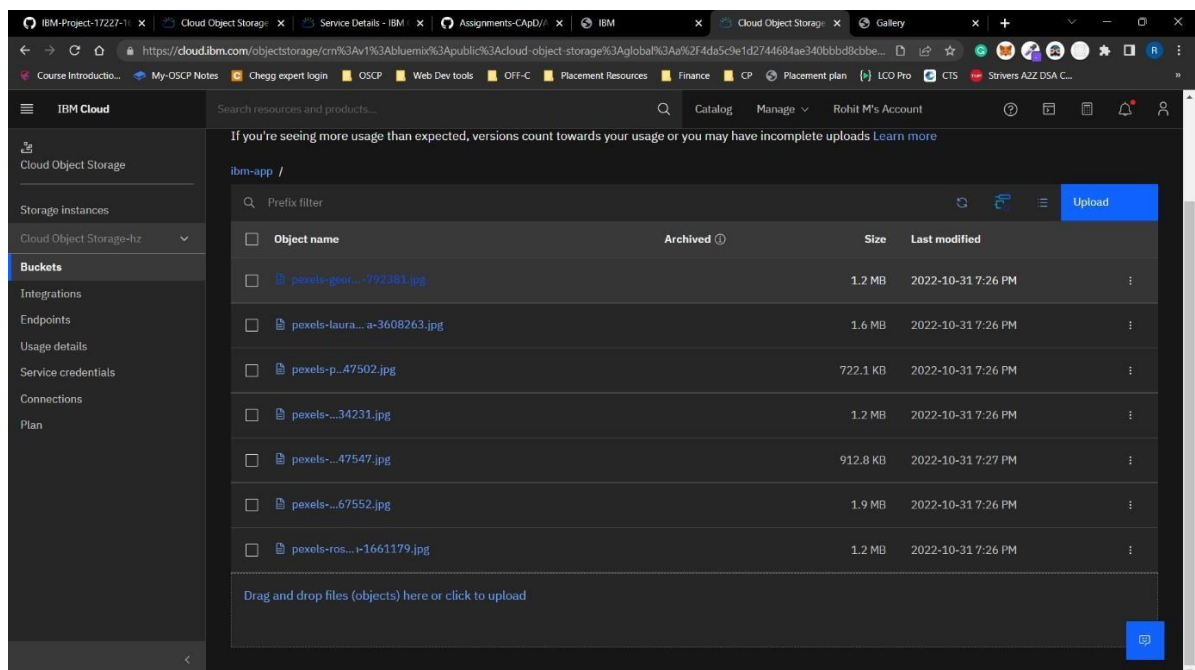 IBM-Project-17227-1
Cloud Object Storage
Service Details - IBM
Assignments-CApD/
IBM
Cloud Object Storage
Gallery
https://cloud.ibm.com/objectstorage/crn%3Av1%3Abluemix%3Apublic%3Acloud-object-storage%3Aglobal%3Aa%2F4da5c9e1d2744684ae340bbbd8cbbe...
Course Introductio... My-OSCP Notes Chegg expert login OSCP Web Dev tools OFF-C Placement Resources Finance CP Placement plan LCO Pro CTS Strivers A2Z DSA C... »
IBM Cloud Search resources and products... Catalog Manage Rohit M's Account
If you're seeing more usage than expected, versions count towards your usage or you may have incomplete uploads Learn more
Cloud Object Storage
Storage instances
Cloud Object Storage-hz
Buckets
Integrations
Endpoints
Usage details
Service credentials
Connections
Plan
ibm-app /
Prefix filter Upload
Object name Archived Size Last modified
pexels-geor...-792381.jpg 1.2 MB 2022-10-31 7:26 PM
pexels-laura... a-3608263.jpg 1.6 MB 2022-10-31 7:26 PM
pexels-p...47502.jpg 722.1 KB 2022-10-31 7:26 PM
pexels-...34231.jpg 1.2 MB 2022-10-31 7:26 PM
pexels-...47547.jpg 912.8 KB 2022-10-31 7:27 PM
pexels-...67552.jpg 1.9 MB 2022-10-31 7:26 PM
pexels-ros...-1661179.jpg 1.2 MB 2022-10-31 7:26 PM
Drag and drop files (objects) here or click to upload